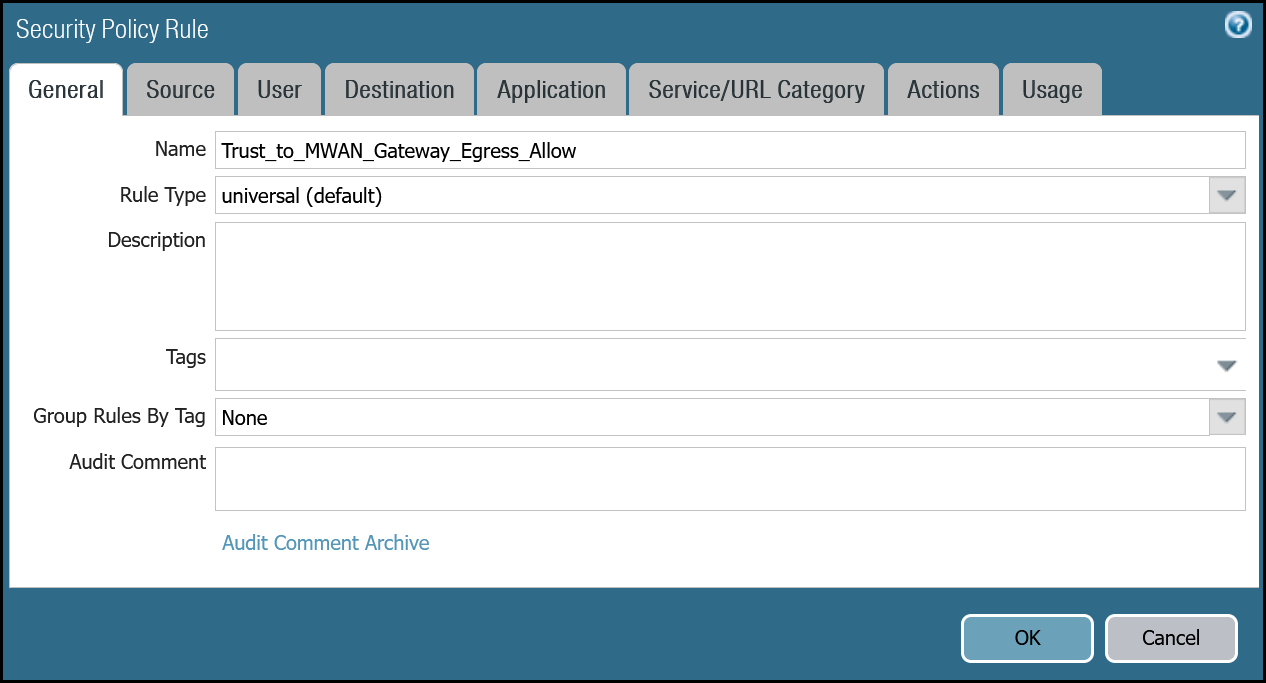 Security Policy Rule
?
General Source User Destination Application Service/URL Category Actions Usage
Name Trust_to_MWAN_Gateway_Egress_Allow
Rule Type universal (default)
Description
Tags
Group Rules By Tag None
Audit Comment
Audit Comment Archive
OK Cancel